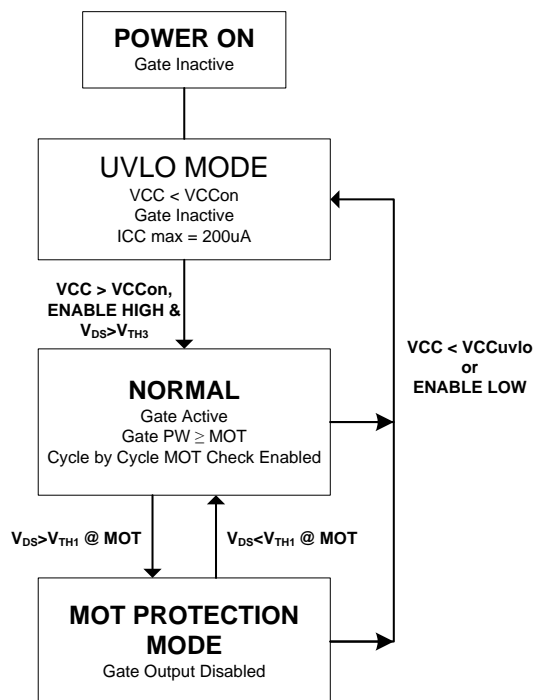 POWER ON
Gate Inactive
UVLO MODE
VCC < VCCon
Gate Inactive
ICC max = 200uA
VCC > VCCon,
ENABLE HIGH &
VDS>VTH3
VCC < VCCuvlo
or
ENABLE LOW
NORMAL
Gate Active
Gate PW ≥ MOT
Cycle by Cycle MOT Check Enabled
VDS>VTH1 @ MOT
VDS<VTH1 @ MOT
MOT PROTECTION
MODE
Gate Output Disabled